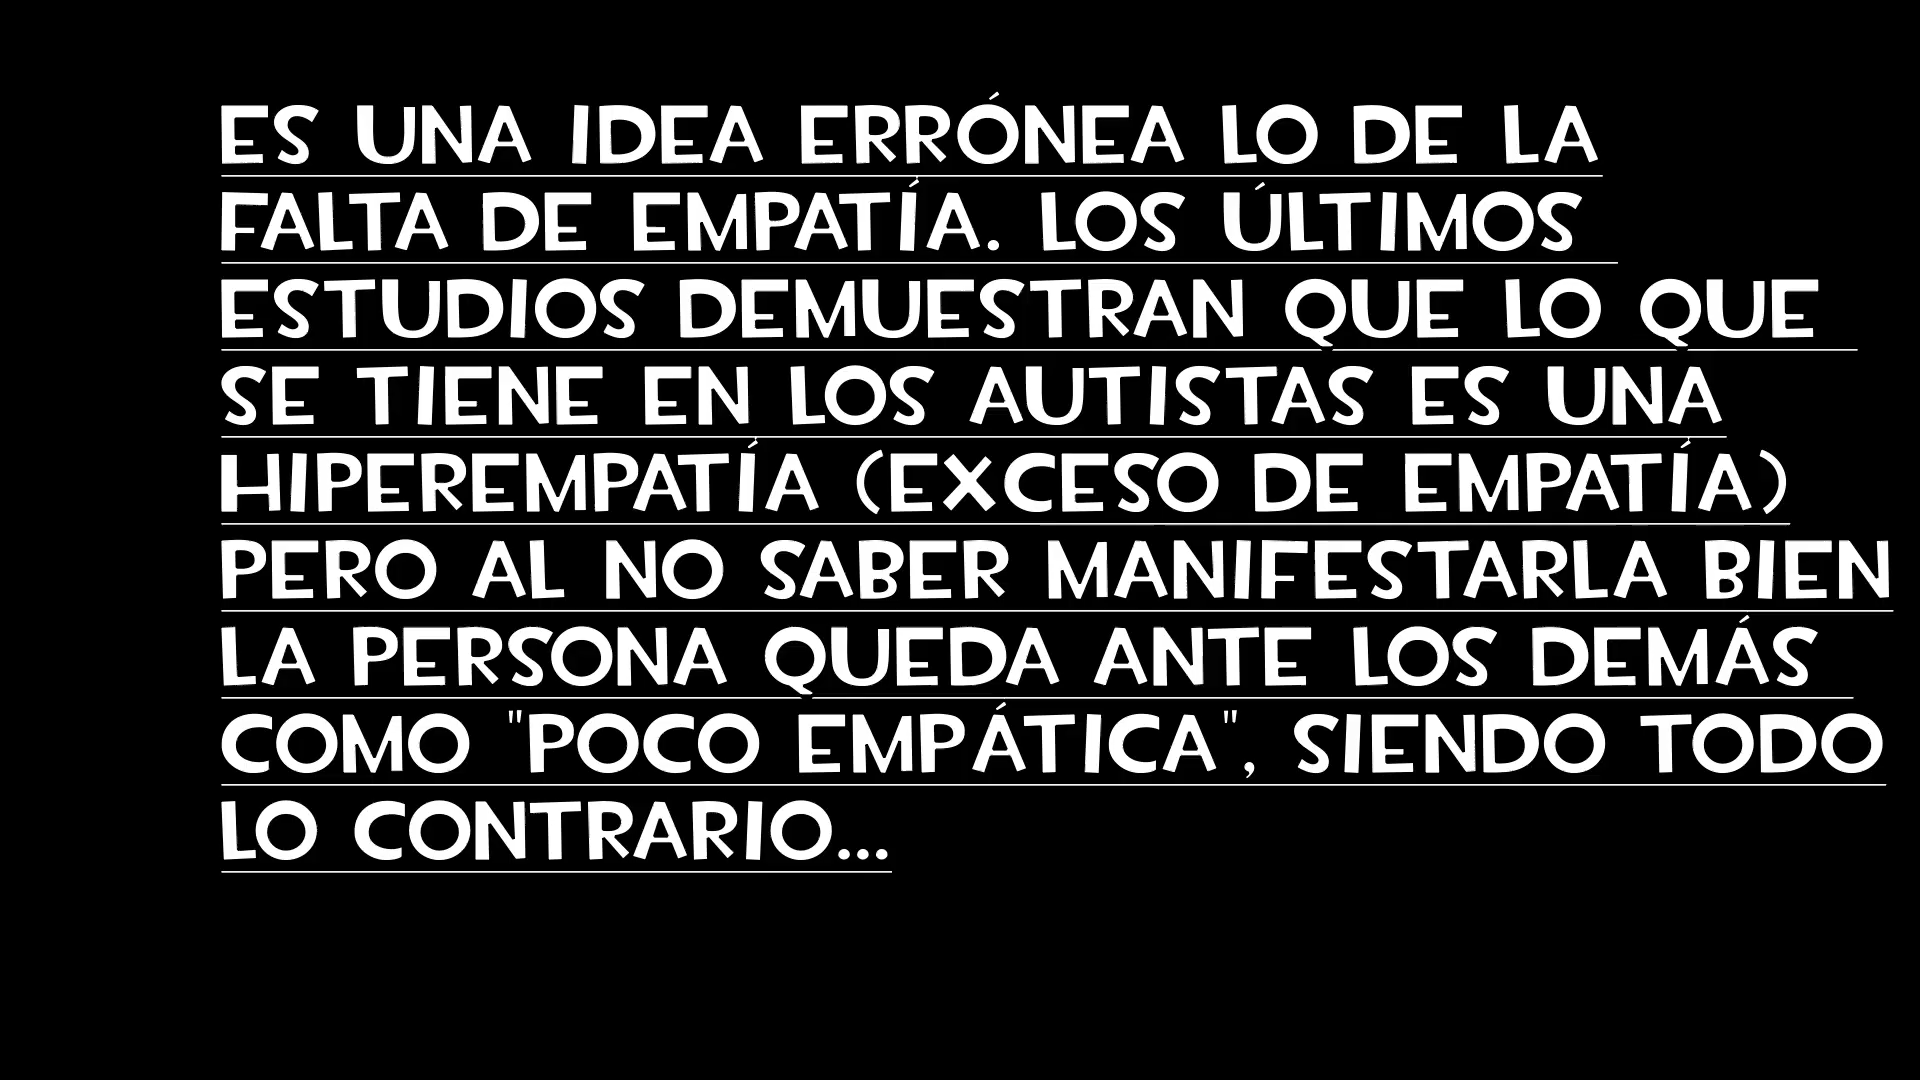 ES UNA IDEA ERRÓNEA LO DE LA
FALTA DE EMPATÍA. LOS ÚLTIMOS
ESTUDIOS DEMUESTRAN QUE LO QUE
SE TIENE EN LOS AUTISTAS ES UNA
HIPEREMPATÍA (EXCESO DE EMPATÍA)
PERO AL NO SABER MANIFESTARLA BIEN
LA PERSONA QUEDA ANTE LOS DEMÁS
COMO "POCO EMPÁTICA", SIENDO TODO
LO CONTRARIO...